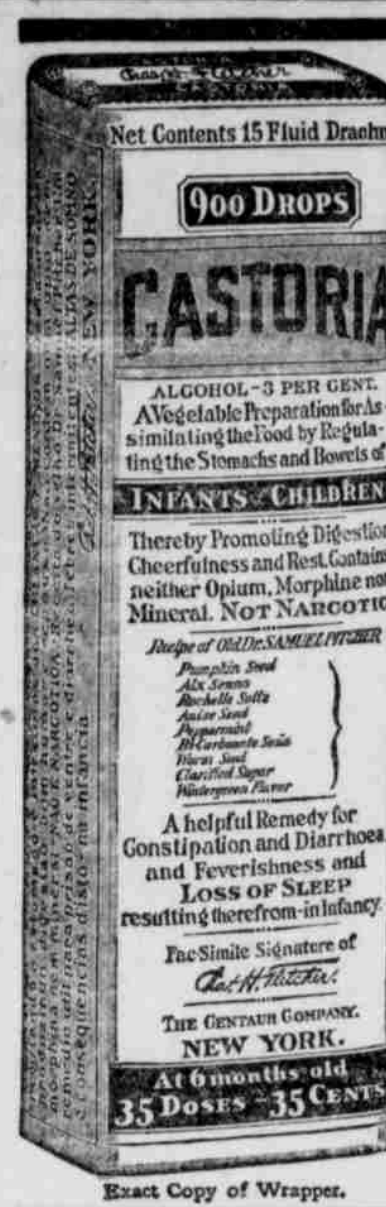 Net Contents 15 Fluid Drachm
900 DROPS
CASTORIA
ALCOHOL-3 PER CENT.
A Vegetable Preparation for As-
similating the Food by Regula-
ting the Stomachs and Bowels of
INFANTS CHILDREN
Thereby Promoting Digestion
Cheerfulness and Rest. Contains
neither Opium, Morphine nor
Mineral. NOT NARCOTIC
Recipe of Old Dr. SAMUEL PITCHER
Pumpkin Seed
Alx Senna
Rochelle Salts
Anise Seed
Peppermint
Bi Carbonate Soda
Worm Seed
Clarified Sugar
Wintergreen Flavor
A helpful Remedy for
Constipation and Diarrhoea
and Feverishness and
LOSS OF SLEEP
resulting therefrom-in Infancy.
Fac-Simile Signature of
Chas. H. Fletcher.
THE CENTAUR COMPANY.
NEW YORK.
At 6 months old
35 DOSES - 35 CENTS
NEW YORK.
Chas. H. Fletcher.
Exact Copy of Wrapper.